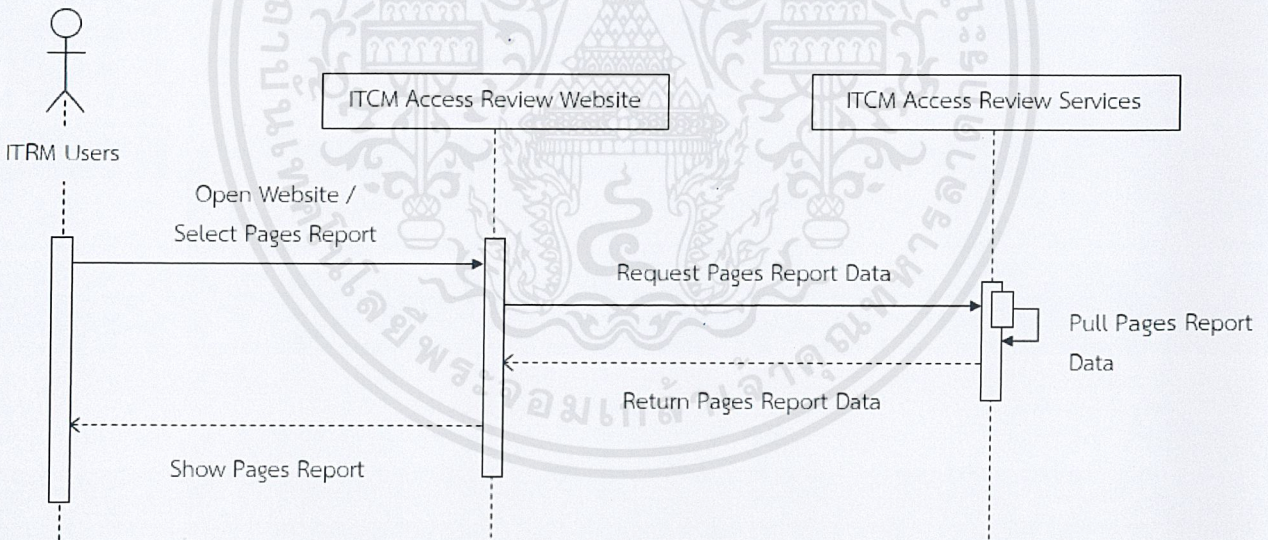 ITCM Access Review Website
ITCM Access Review Services
ITRM Users
Open Website /
Select Pages Report
Request Pages Report Data
Pull Pages Report
Data
Return Pages Report Data
Show Pages Report